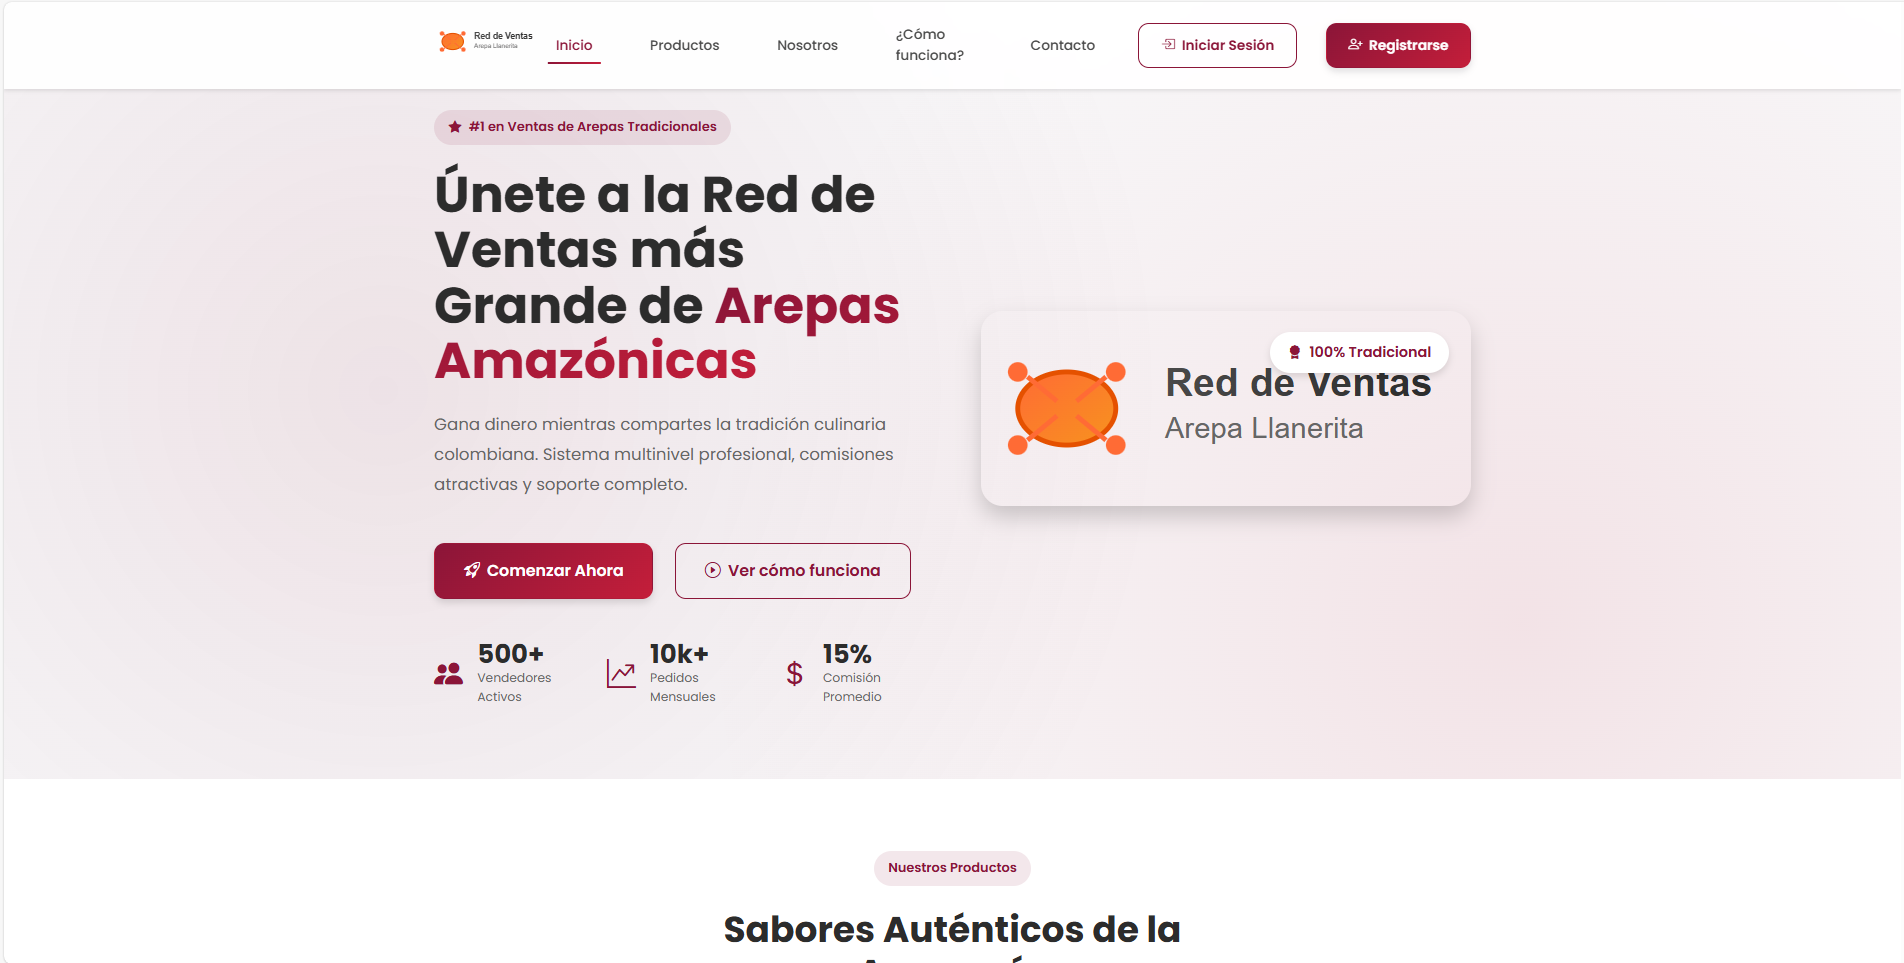 Red de Ventas
Arepa Llanerita
Inicio
Productos
Nosotros
¿Cómo
funciona?
Contacto
Iniciar Sesión
Registrarse
#1 en Ventas de Arepas Tradicionales
Únete a la Red de
Ventas más
Grande de Arepas
Amazónicas
Gana dinero mientras compartes la tradición culinaria
colombiana. Sistema multinivel profesional, comisiones
atractivas y soporte completo.
Comenzar Ahora
Ver cómo funciona
500+
Vendedores
Activos
10k+
Pedidos
Mensuales
$
15%
Comisión
Promedio
100% Tradicional
Red de Ventas
Arepa Llanerita
Nuestros Productos
Sabores Auténticos de la